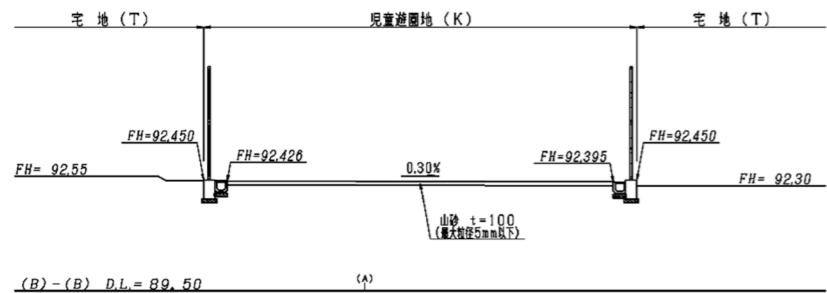 宅 地 (T) 児童遊園地 (K) 宅 地 (T)
FH=92.450 FH=92.450
FH=92.426 FH=92.395
FH= 92.55 0.30% FH= 92.30
山砂 t=100
(最大粒径5mm以下)
(B)-(B) D.L.= 89.50 (A)